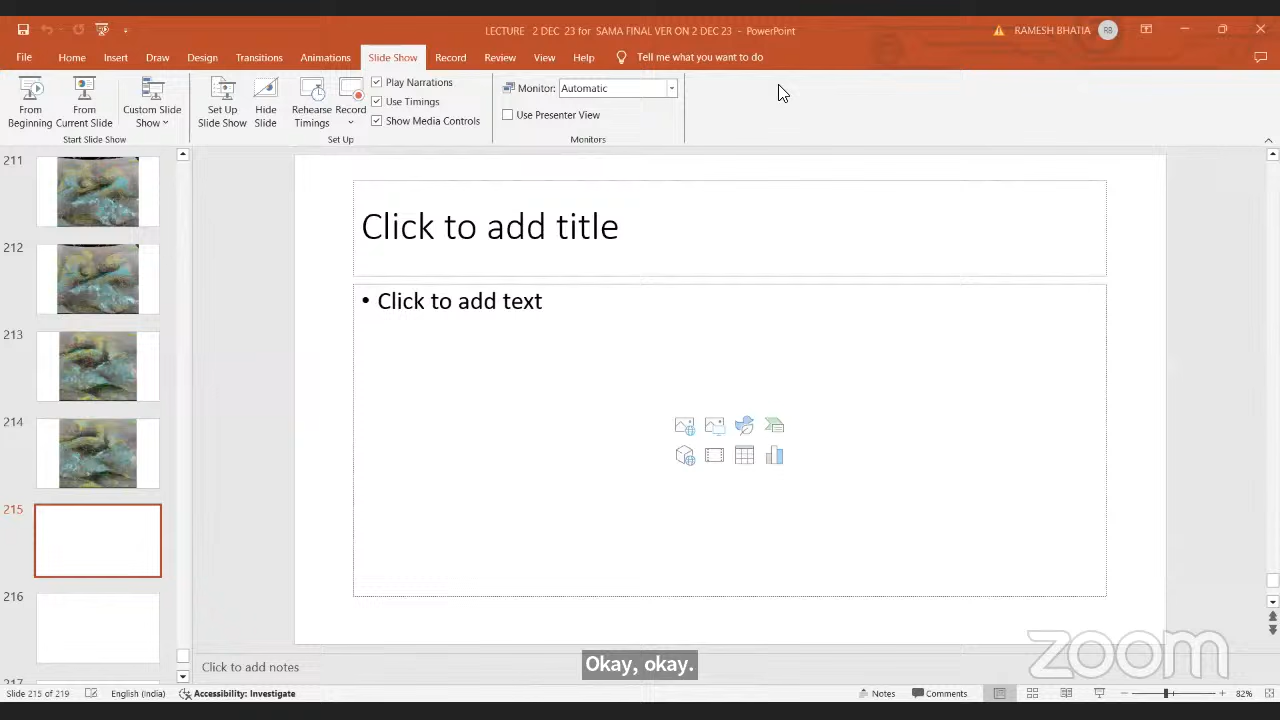 LECTURE 2 DEC 23 for SAMA FINAL VER ON 2 DEC 23 - PowerPoint
RAMESH BHATIA
RB
File Home Insert Draw Design Transitions Animations Slide Show Record Review View Help Tell me what you want to do
From Beginning
From Current Slide
Custom Slide Show
Start Slide Show
Set Up Slide Show
Hide Slide
Rehearse Timings
Record
Play Narrations
Use Timings
Show Media Controls
Set Up
Monitor: Automatic
Use Presenter View
Monitors
211
212
213
214
215
216
217
Click to add title
• Click to add text
Click to add notes
Okay, okay.
zoom
Slide 215 of 219 English (India) Accessibility: Investigate Notes Comments 82%